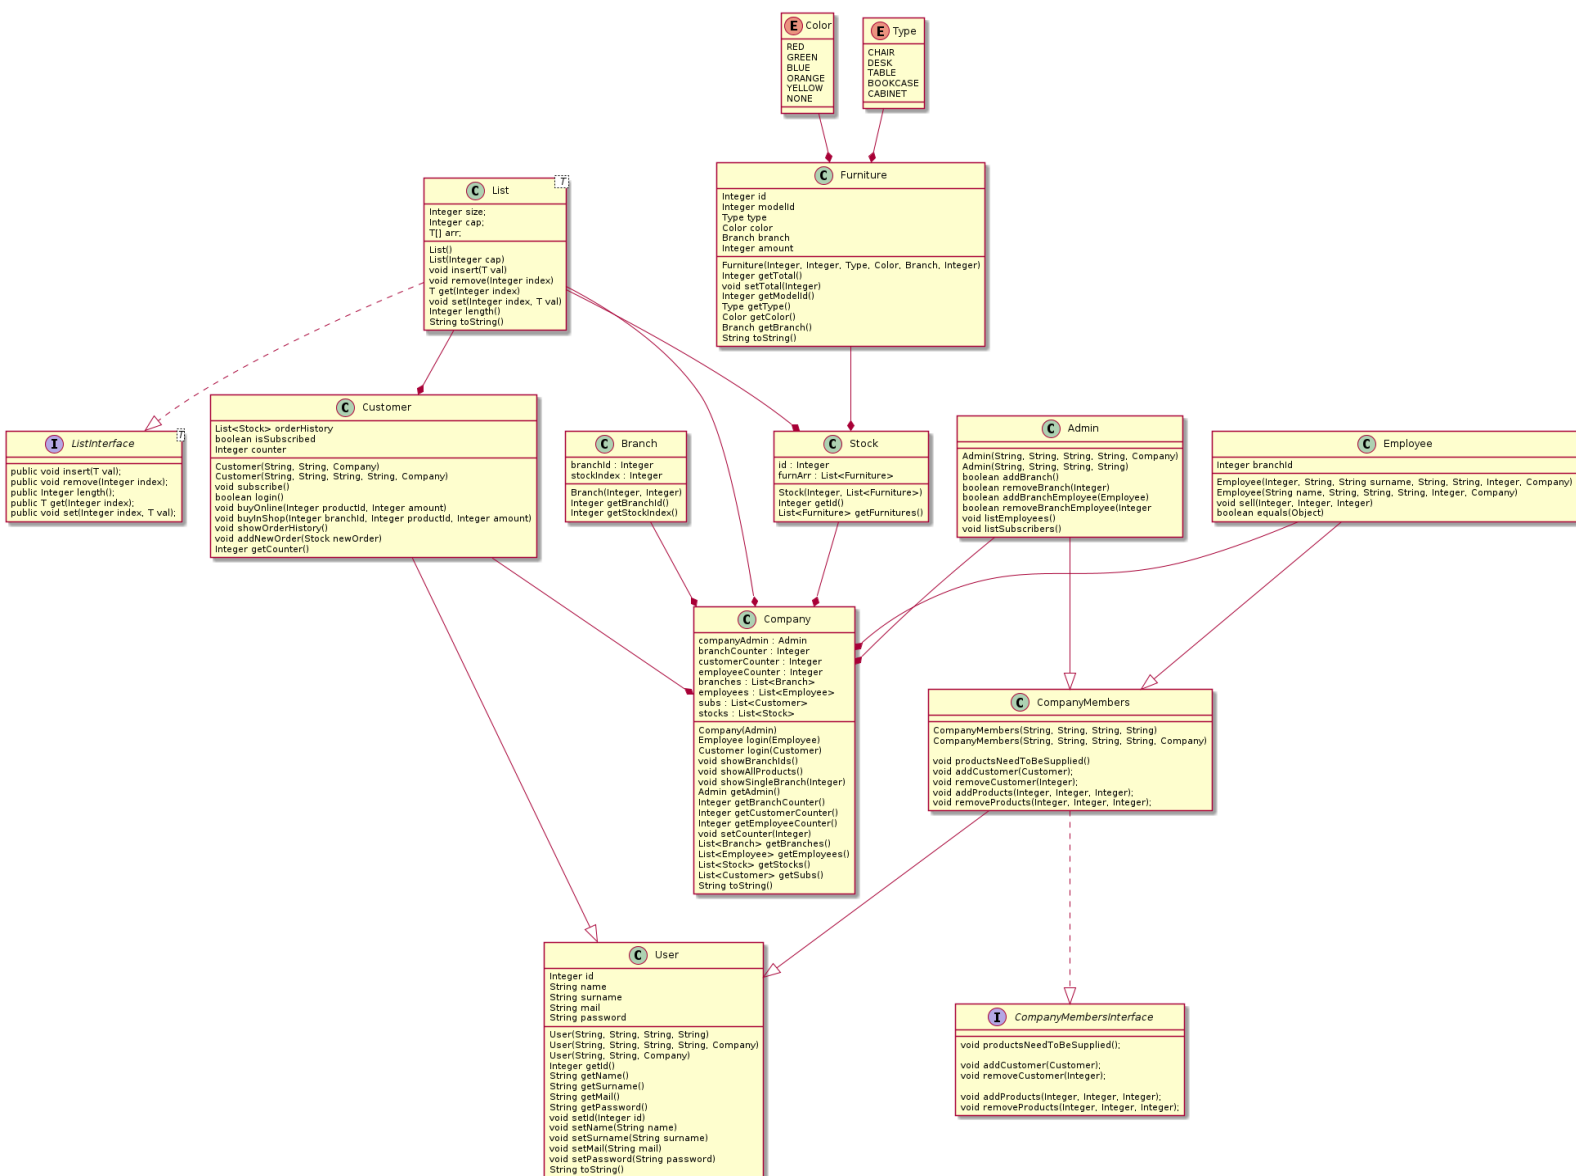 E Color
RED
GREEN
BLUE
ORANGE
YELLOW
NONE
E Type
CHAIR
DESK
TABLE
BOOKCASE
CABINET
C List T
Integer size;
Integer cap;
T[] arr;
List()
List(Integer cap)
void insert(T val)
void remove(Integer index)
T get(Integer index)
void set(Integer index, T val)
Integer length()
String toString()
C Furniture
Integer id
Integer modelId
Type type
Color color
Branch branch
Integer amount
Furniture(Integer, Integer, Type, Color, Branch, Integer)
Integer getTotal()
void setTotal(Integer)
Integer getModelId()
Type getType()
Color getColor()
Branch getBranch()
String toString()
I ListInterface T
public void insert(T val);
public void remove(Integer index);
public Integer length();
public T get(Integer index);
public void set(Integer index, T val);
C Customer
List<Stock> orderHistory
boolean isSubscribed
Integer counter
Customer(String, String, Company)
Customer(String, String, String, String, Company)
void subscribe()
boolean login()
void buyOnline(Integer productId, Integer amount)
void buyInShop(Integer branchId, Integer productId, Integer amount)
void showOrderHistory()
void addNewOrder(Stock newOrder)
Integer getCounter()
C Branch
branchId : Integer
stockIndex : Integer
Branch(Integer, Integer)
Integer getBranchId()
Integer getStockIndex()
C Stock
id : Integer
furnArr : List<Furniture>
Stock(Integer, List<Furniture>)
Integer getId()
List<Furniture> getFurnitures()
C Admin
Admin(String, String, String, String, Company)
Admin(String, String, String, String)
boolean addBranch()
boolean removeBranch(Integer)
boolean addBranchEmployee(Employee)
boolean removeBranchEmployee(Integer
void listEmployees()
void listSubscribers()
C Employee
Integer branchId
Employee(Integer, String, String surname, String, String, Integer, Company)
Employee(String name, String, String, String, Integer, Company)
void sell(Integer, Integer, Integer)
boolean equals(Object)
C Company
companyAdmin : Admin
branchCounter : Integer
customerCounter : Integer
employeeCounter : Integer
branches : List<Branch>
employees : List<Employee>
subs : List<Customer>
stocks : List<Stock>
Company(Admin)
Employee login(Employee)
Customer login(Customer)
void showBranchIds()
void showAllProducts()
void showSingleBranch(Integer)
Admin getAdmin()
Integer getBranchCounter()
Integer getCustomerCounter()
Integer getEmployeeCounter()
void setCounter(Integer)
List<Branch> getBranches()
List<Employee> getEmployees()
List<Stock> getStocks()
List<Customer> getSubs()
String toString()
C CompanyMembers
CompanyMembers(String, String, String, String)
CompanyMembers(String, String, String, String, Company)
void productsNeedToBeSupplied()
void addCustomer(Customer);
void removeCustomer(Integer);
void addProducts(Integer, Integer, Integer);
void removeProducts(Integer, Integer, Integer);
C User
Integer id
String name
String surname
String mail
String password
User(String, String, String, String)
User(String, String, String, String, Company)
User(String, String, Company)
Integer getId()
String getName()
String getSurname()
String getMail()
String getPassword()
void setId(Integer id)
void setName(String name)
void setSurname(String surname)
void setMail(String mail)
void setPassword(String password)
String toString()
I CompanyMembersInterface
void productsNeedToBeSupplied();
void addCustomer(Customer);
void removeCustomer(Integer);
void addProducts(Integer, Integer, Integer);
void removeProducts(Integer, Integer, Integer);